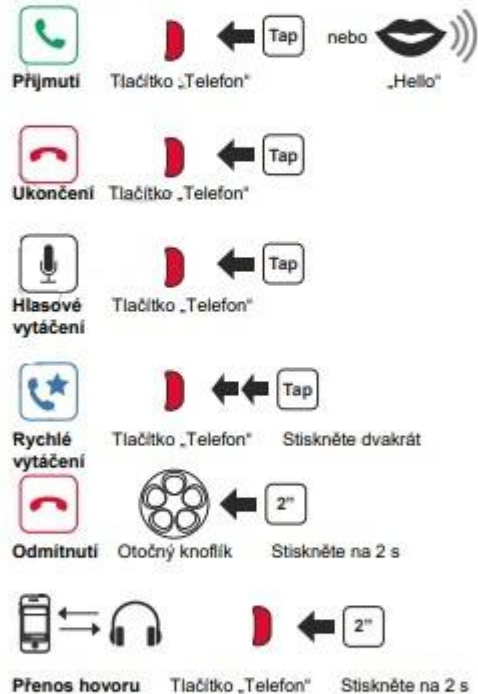 Tap nebo
Přijmutí Tlačítko „Telefon" „Hello"
Tap
Ukončení Tlačítko „Telefon"
Tap
Hlasové Tlačítko „Telefon"
vytáčení
Tap
Rychlé Tlačítko „Telefon" Stiskněte dvakrát
vytáčení
2"
Odmítnutí Otočný knoflík Stiskněte na 2 s
2"
Přenos hovoru Tlačítko „Telefon" Stiskněte na 2 s